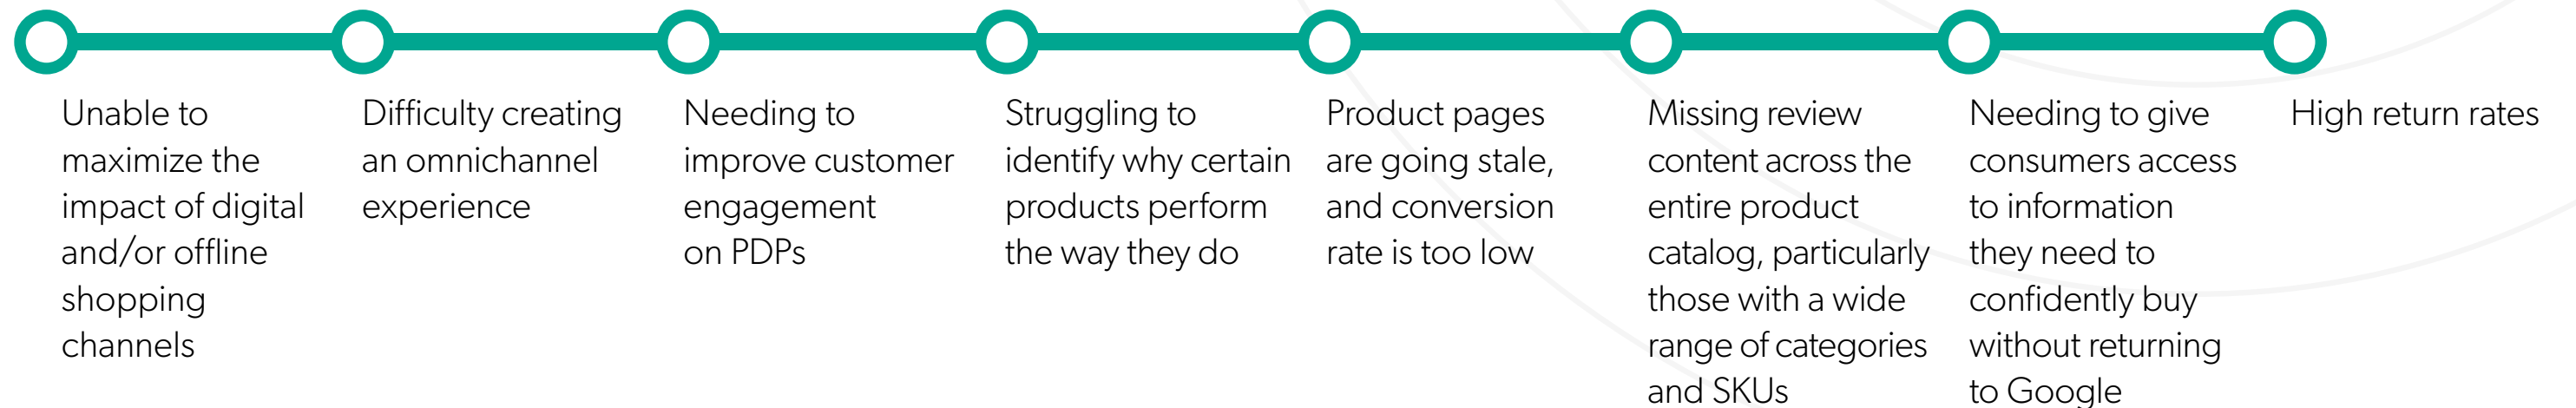 Unable to
maximize the
impact of digital
and/or offline
shopping
channels
Difficulty creating
an omnichannel
experience
Needing to
improve customer
engagement
on PDPs
Struggling to
identify why certain
products perform
the way they do
Product pages
are going stale,
and conversion
rate is too low
Missing review
content across the
entire product
catalog, particularly
those with a wide
range of categories
and SKUs
Needing to give
consumers access
to information
they need to
confidently buy
without returning
to Google
High return rates